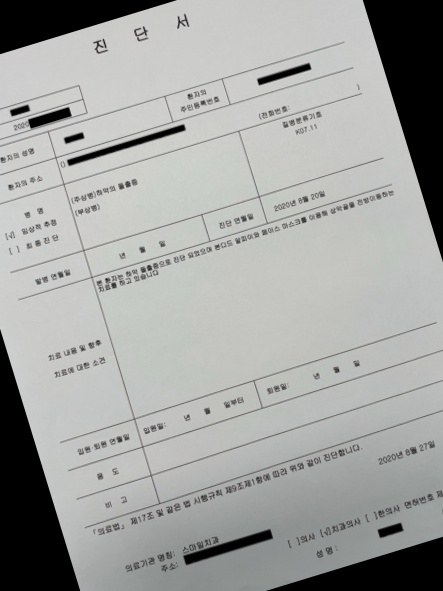 진 단 서
2020
환자의 성명
환자의
주민등록번호
환자의 주소
()
(전화번호: )
병 명
[√] 임상적 추정
[ ] 최 종 진 단
(주상병)하악의 돌출증
(부상병)
질병분류기호
K07.11
발병 연월일
년 월 일
진단 연월일
2020년 8월 20일
본 환자는 하악 돌출증으로 진단 되었으며 본디드 알파이와 페이스 마스크를 이용해 상악골을 전방이동하는
치료를 하고 있습니다
치료 내용 및 향후
치료에 대한 소견
입원·퇴원 연월일
입원일: 년 월 일부터
퇴원일: 년 월 일
용 도
비 고
「의료법」 제17조 및 같은 법 시행규칙 제9조제1항에 따라 위와 같이 진단합니다.
2020년 8월 27일
의료기관 명칭: 스마일치과
주소:
[ ]의사 [√]치과의사 [ ]한의사 면허번호 제
성 명 :